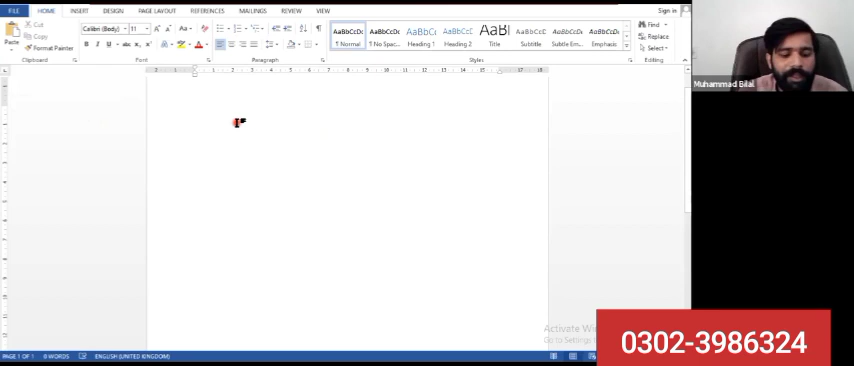 FILE HOME INSERT DESIGN PAGE LAYOUT REFERENCES MAILINGS REVIEW VIEW Sign in
Cut
Copy
Format Painter
Paste
Clipboard
Calibri (Body) 11
Font
Paragraph
AaBbCcDc AaBbCcDc AaBbCc AaBbCc AaBl AaBbCcD AaBbCcDc AaBbCcDc
¶ Normal ¶ No Spac... Heading 1 Heading 2 Title Subtitle Subtle Em... Emphasis
Styles
Find
Replace
Select
Editing
Muhammad Bilal
Activate Wi
Go to Settings
0302-3986324
PAGE 1 OF 1 0 WORDS ENGLISH (UNITED KINGDOM)